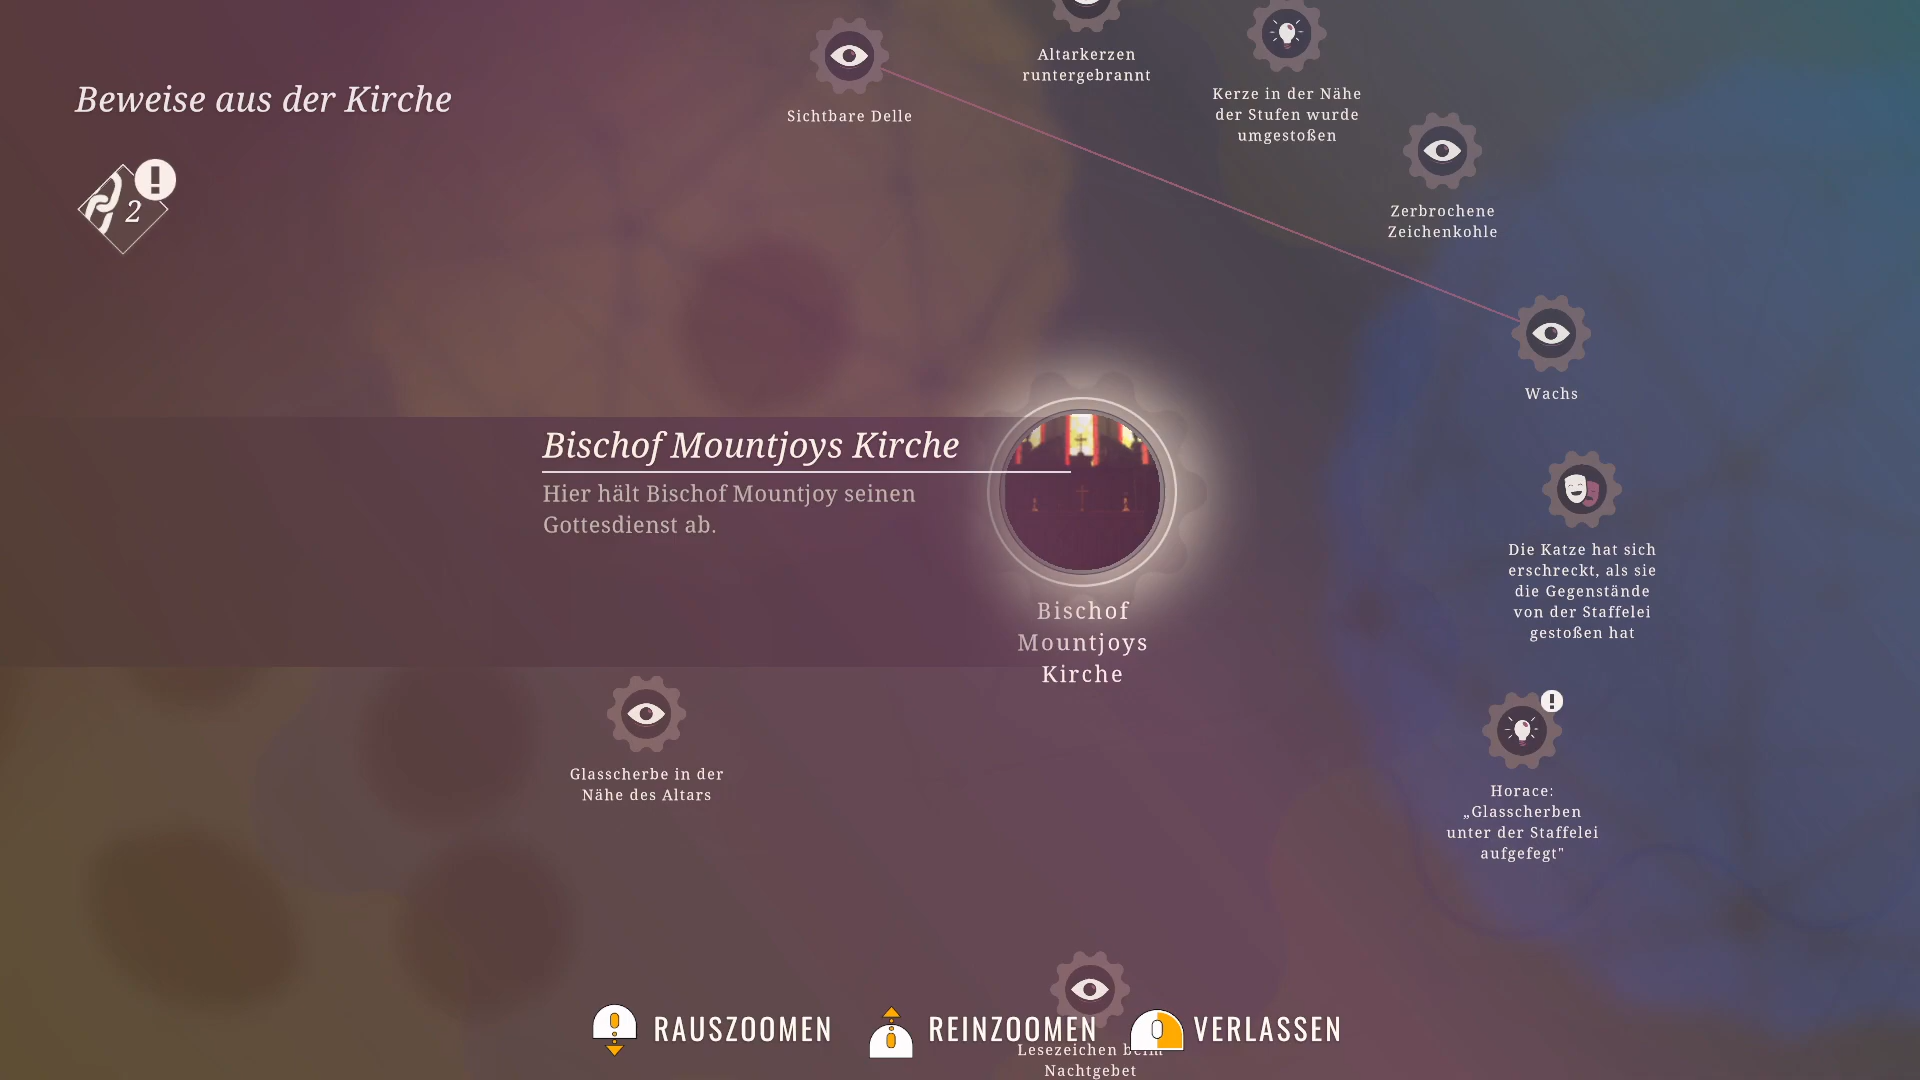 Altarkerzen
runtergebrannt
Kerze in der Nähe
der Stufen wurde
umgestoßen
Beweise aus der Kirche
Sichtbare Delle
2
Zerbrochene
Zeichenkohle
Wachs
Bischof Mountjoys Kirche
Hier hält Bischof Mountjoy seinen
Gottesdienst ab.
Die Katze hat sich
erschreckt, als sie
die Gegenstände
von der Staffelei
gestoßen hat
Bischof
Mountjoys
Kirche
Glasscherbe in der
Nähe des Altars
Horace:
„Glasscherben
unter der Staffelei
aufgefegt"
RAUSZOOMEN
REINZOOMEN
VERLASSEN
Lesezeichen beim
Nachtgebet